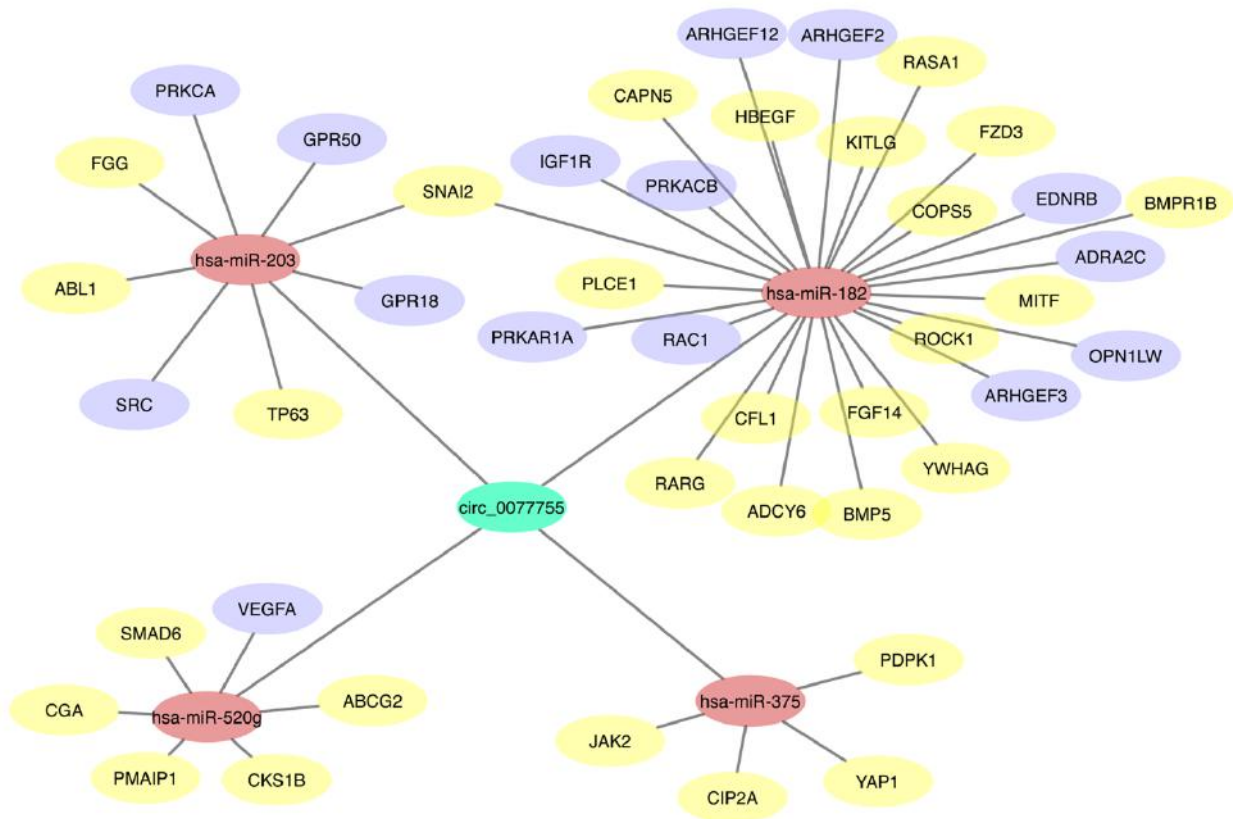 ARHGEF12
ARHGEF2
RASA1
PRKCA
CAPN5
HBEGF
GPR50
KITLG
FZD3
FGG
IGF1R
PRKACB
SNAI2
EDNRB
BMPR1B
COPS5
hsa-miR-203
ADRA2C
ABL1
PLCE1
hsa-miR-182
MITF
GPR18
PRKAR1A
RAC1
ROCK1
OPN1LW
SRC
TP63
ARHGEF3
CFL1
FGF14
YWHAG
RARG
circ_0077755
ADCY6
BMP5
VEGFA
SMAD6
PDPK1
CGA
ABCG2
hsa-miR-520g
hsa-miR-375
JAK2
PMAIP1
CKS1B
YAP1
CIP2A